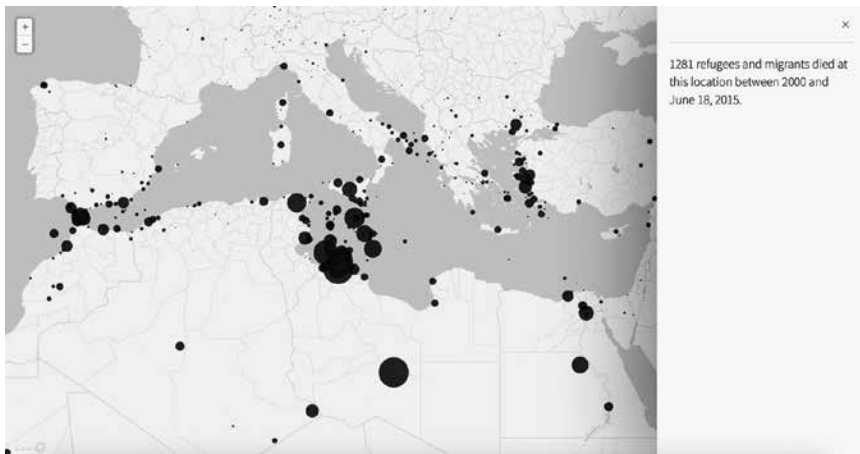 +
−
×
1281 refugees and migrants died at
this location between 2000 and
June 18, 2015.